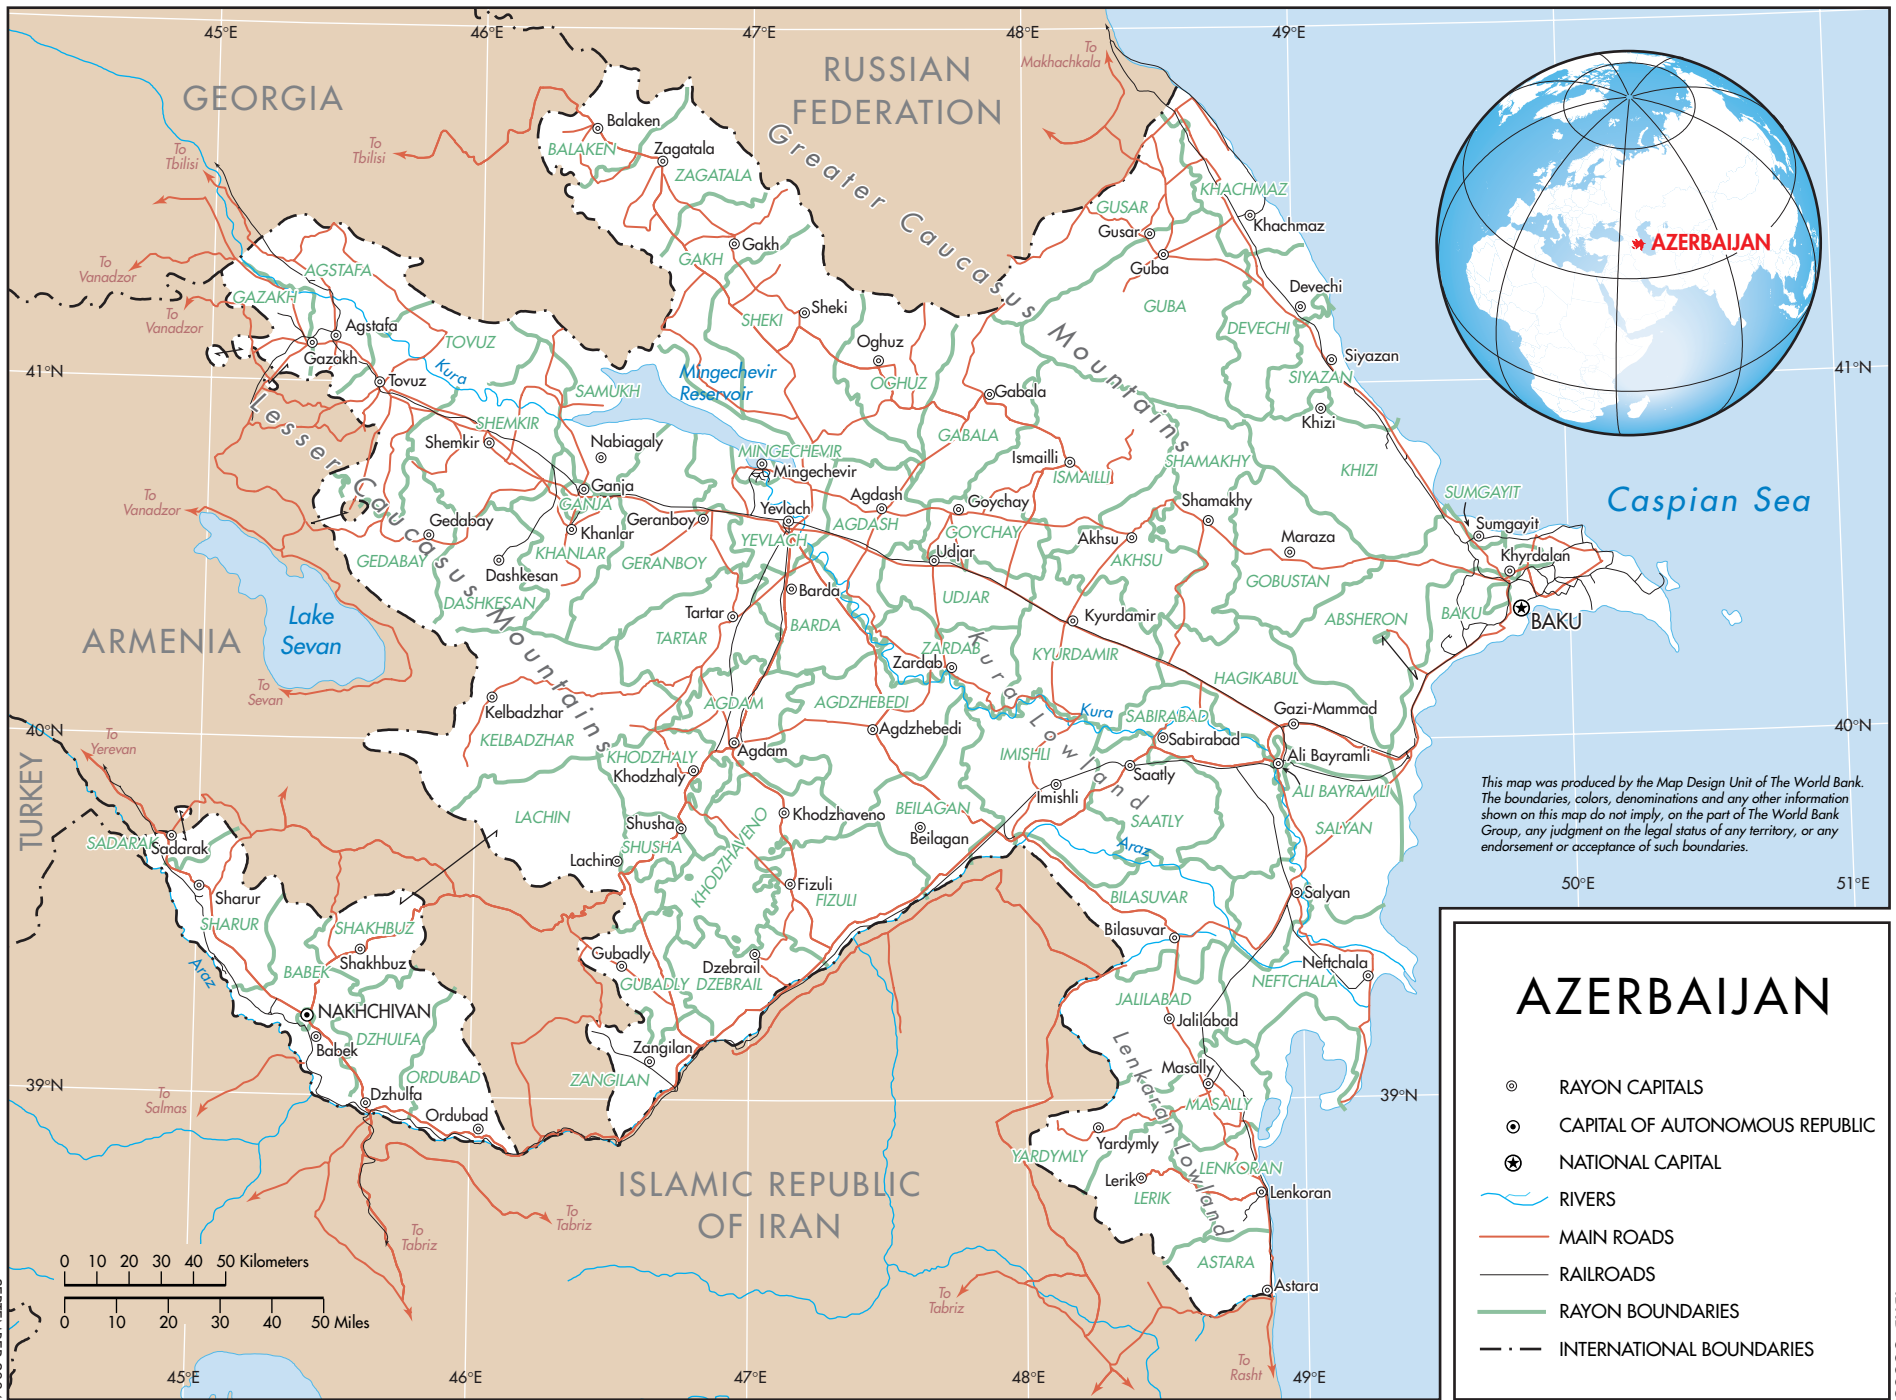 45°E
46°E
47°E
48°E
49°E
GEORGIA
RUSSIAN
FEDERATION
To
Makhachkala
To
Tbilisi
To
Tbilisi
To
Vanadzor
To
Vanadzor
To
Vanadzor
To
Sevan
To
Yerevan
Greater Caucasus Mountains
Lesser Caucasus Mountains
Kura Lowland
Lenkaran Lowland
AZERBAIJAN
Balaken
BALAKEN
Zagatala
ZAGATALA
Gakh
GAKH
Sheki
SHEKI
Oghuz
OGHUZ
Gabala
GABALA
KHACHMAZ
Khachmaz
GUSAR
Gusar
Guba
GUBA
Devechi
DEVECHI
Siyazan
SIYAZAN
Khizi
KHIZI
AGSTAFA
GAZAKH
Agstafa
Gazakh
TOVUZ
Tovuz
Kura
SAMUKH
Mingechevir
Reservoir
SHEMKIR
Shemkir
Nabiagaly
MINGECHEVIR
Mingechevir
Ganja
GANJA
Khanlar
KHANLAR
Geranboy
GERANBOY
Gedabay
GEDABAY
Dashkesan
DASHKESAN
Yevlach
YEVLACH
Agdash
AGDASH
Goychay
GOYCHAY
Ismailli
ISMAILLI
SHAMAKHY
Shamakhy
Akhsu
AKHSU
Maraza
GOBUSTAN
SUMGAYIT
Sumgayit
Khyrdalan
Caspian Sea
BAKU
BAKU
ABSHERON
Udjar
UDJAR
Barda
BARDA
Tartar
TARTAR
Zardab
ZARDAB
Kyurdamir
KYURDAMIR
HAGIKABUL
Gazi-Mammad
Kura
SABIRABAD
Sabirabad
Ali Bayramli
ALI BAYRAMLI
ARMENIA
Lake
Sevan
41°N
41°N
40°N
40°N
TURKEY
Kelbadzhar
KELBADZHAR
AGDAM
Agdam
AGDZHEBEDI
Agdzhebedi
KHODZHALY
Khodzhaly
IMISHLI
Imishli
Saatly
SAATLY
SALYAN
Salyan
LACHIN
Lachin
Shusha
SHUSHA
Khodzhaveno
KHODZHAVENO
BEILAGAN
Beilagan
Araz
Fizuli
FIZULI
BILASUVAR
Bilasuvar
Neftchala
NEFTCHALA
Gubadly
GUBADLY
Dzebrail
DZEBRAIL
Zangilan
ZANGILAN
JALILABAD
Jalilabad
Masally
MASALLY
Yardymly
YARDYMLY
Lerik
LERIK
LENKORAN
Lenkoran
ASTARA
Astara
SADARAK
Sadarak
Sharur
SHARUR
SHAKHBUZ
Shakhbuz
BABEK
Araz
NAKHCHIVAN
Babek
DZHULFA
Dzhulfa
ORDUBAD
Ordubad
39°N
39°N
To
Salmas
To
Tabriz
To
Tabriz
To
Tabriz
To
Rasht
ISLAMIC REPUBLIC
OF IRAN
0 10 20 30 40 50 Kilometers
0 10 20 30 40 50 Miles
45°E
46°E
47°E
48°E
49°E
50°E
51°E
This map was produced by the Map Design Unit of The World Bank.
The boundaries, colors, denominations and any other information
shown on this map do not imply, on the part of The World Bank
Group, any judgment on the legal status of any territory, or any
endorsement or acceptance of such boundaries.
AZERBAIJAN
RAYON CAPITALS
CAPITAL OF AUTONOMOUS REPUBLIC
NATIONAL CAPITAL
RIVERS
MAIN ROADS
RAILROADS
RAYON BOUNDARIES
INTERNATIONAL BOUNDARIES